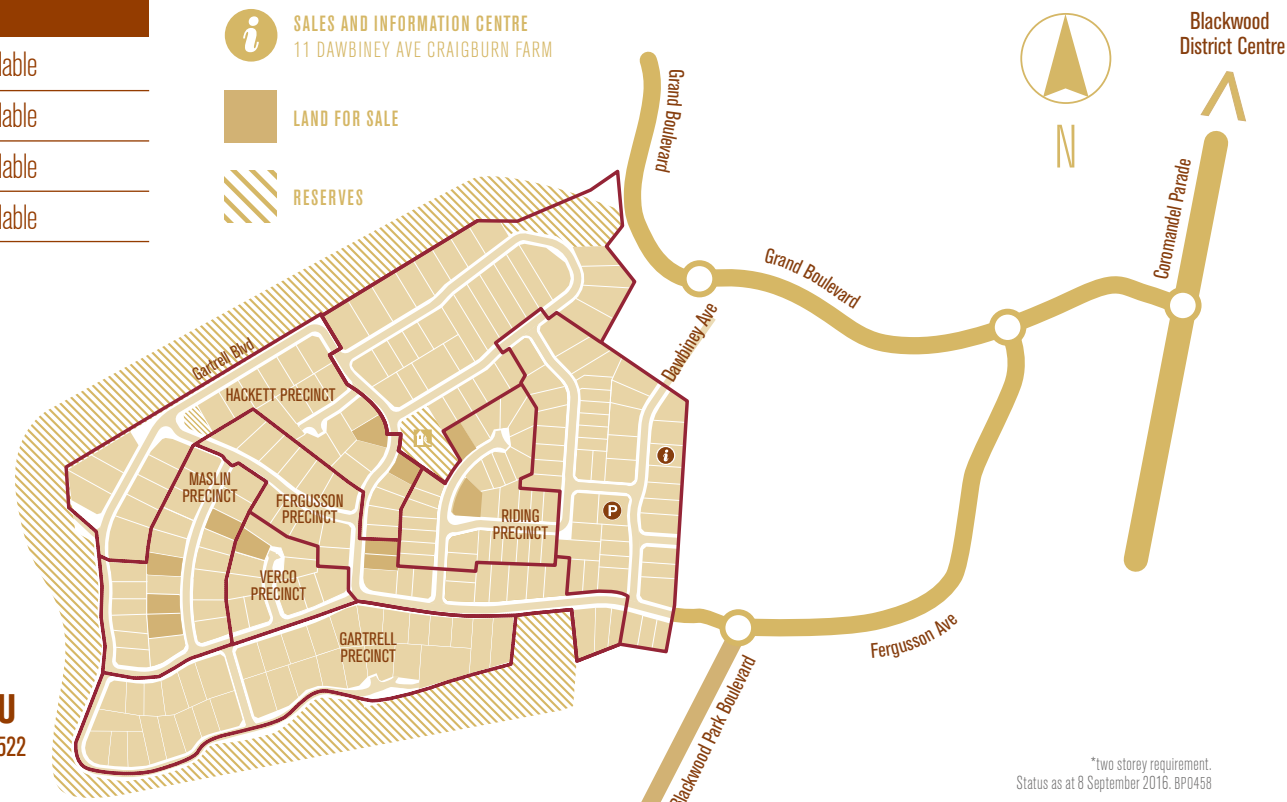 lable
lable
lable
lable
U
522
i
SALES AND INFORMATION CENTRE
11 DAWBINEY AVE CRAIGBURN FARM
LAND FOR SALE
RESERVES
N
Blackwood
District Centre
Grand Boulevard
Grand Boulevard
Coromandel Parade
Dawbiney Ave
Gartrell Blvd
HACKETT PRECINCT
MASLIN
PRECINCT
FERGUSSON
PRECINCT
RIDING
PRECINCT
VERCO
PRECINCT
GARTRELL
PRECINCT
i
P
Fergusson Ave
Blackwood Park Boulevard
*two storey requirement.
Status as at 8 September 2016. BP0458